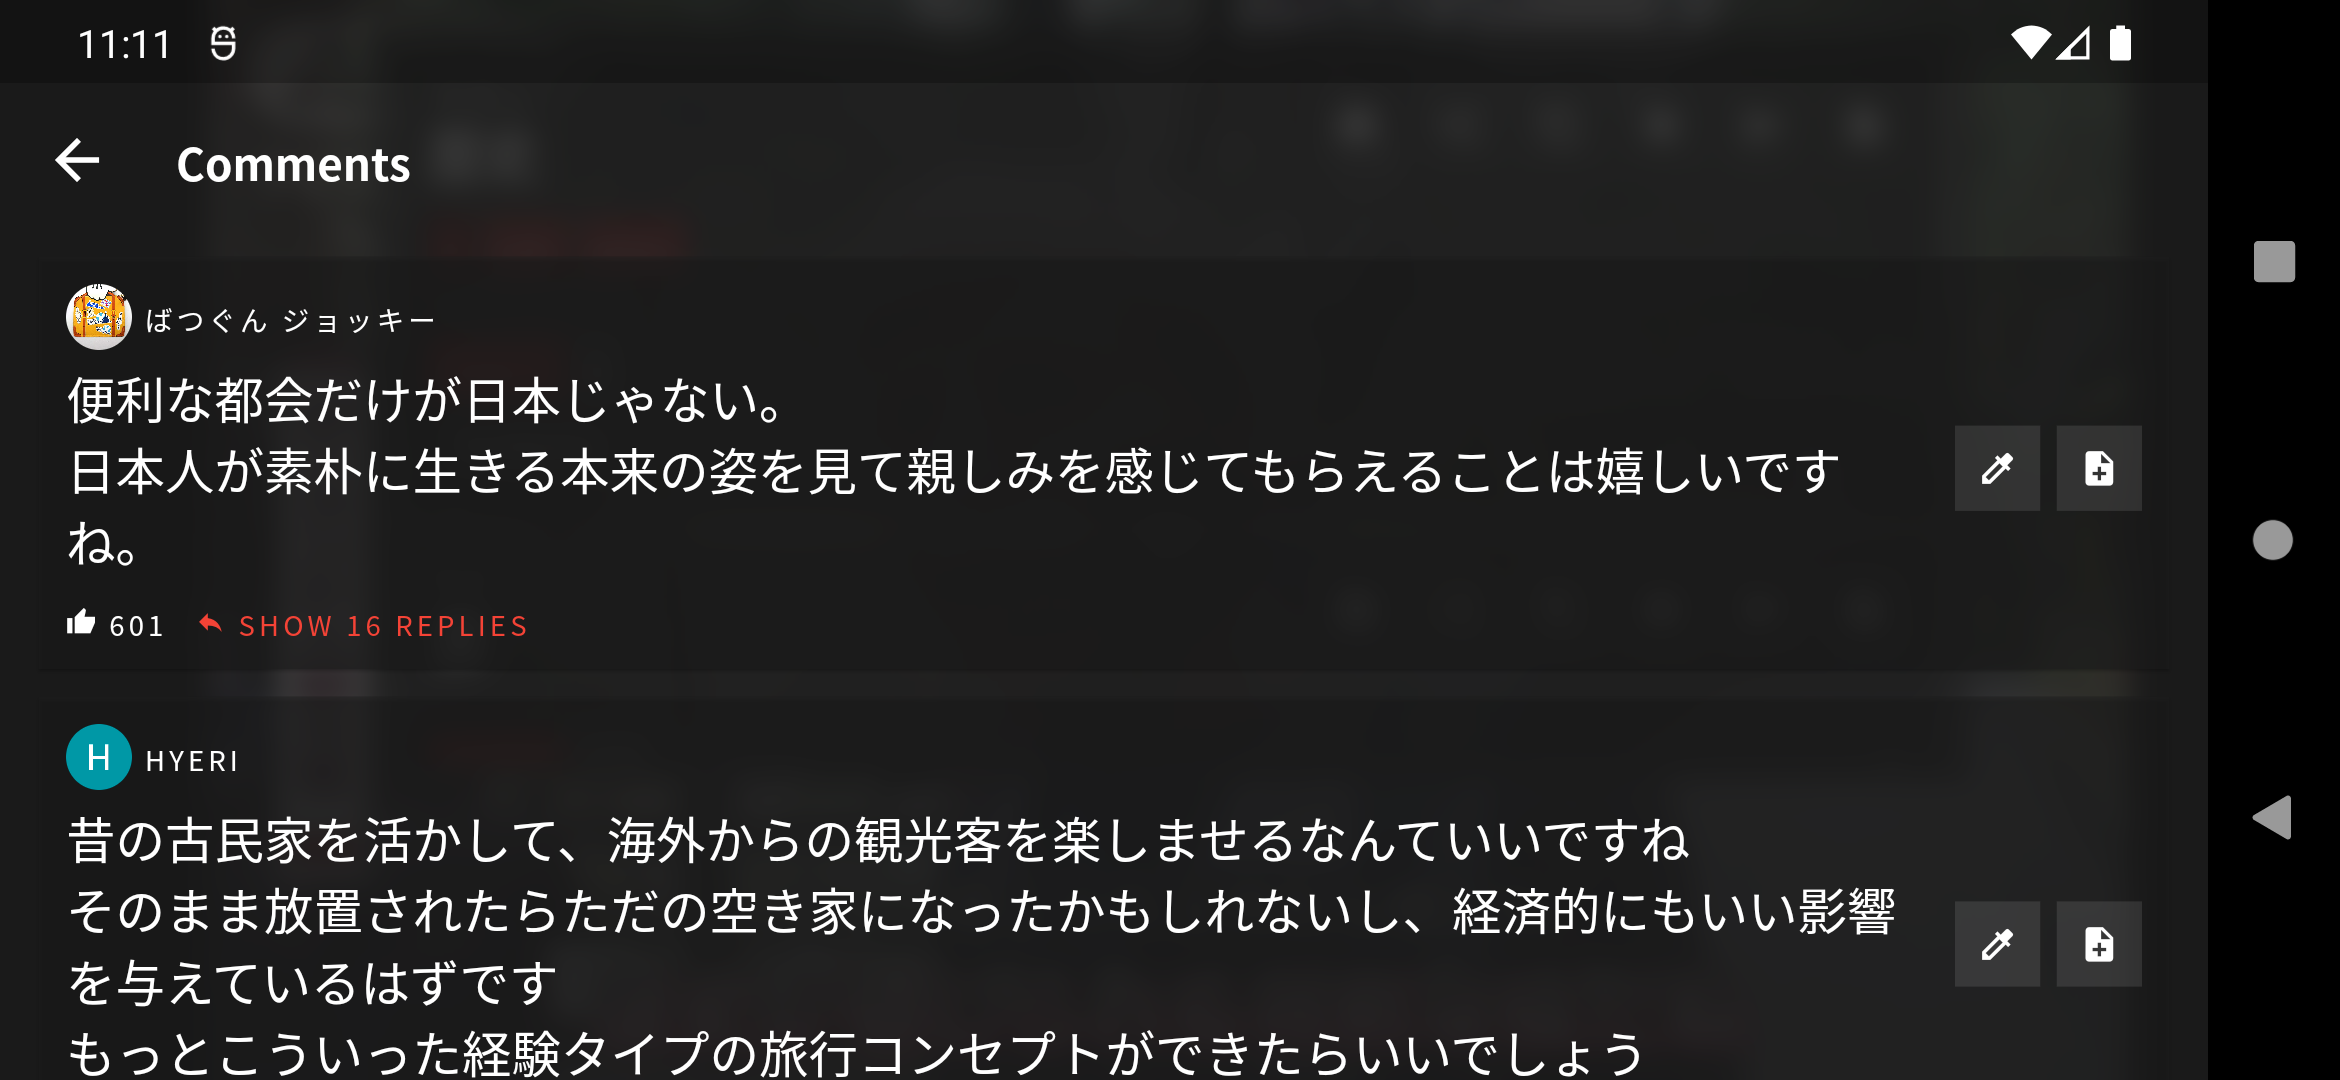 11:11
Comments
ばつぐん ジョッキー
便利な都会だけが日本じゃない。
日本人が素朴に生きる本来の姿を見て親しみを感じてもらえることは嬉しいです
ね。
601 SHOW 16 REPLIES
H HYERI
昔の古民家を活かして、海外からの観光客を楽しませるなんていいですね
そのまま放置されたらただの空き家になったかもしれないし、経済的にもいい影響
を与えているはずです
もっとこういった経験タイプの旅行コンセプトができたらいいでしょう